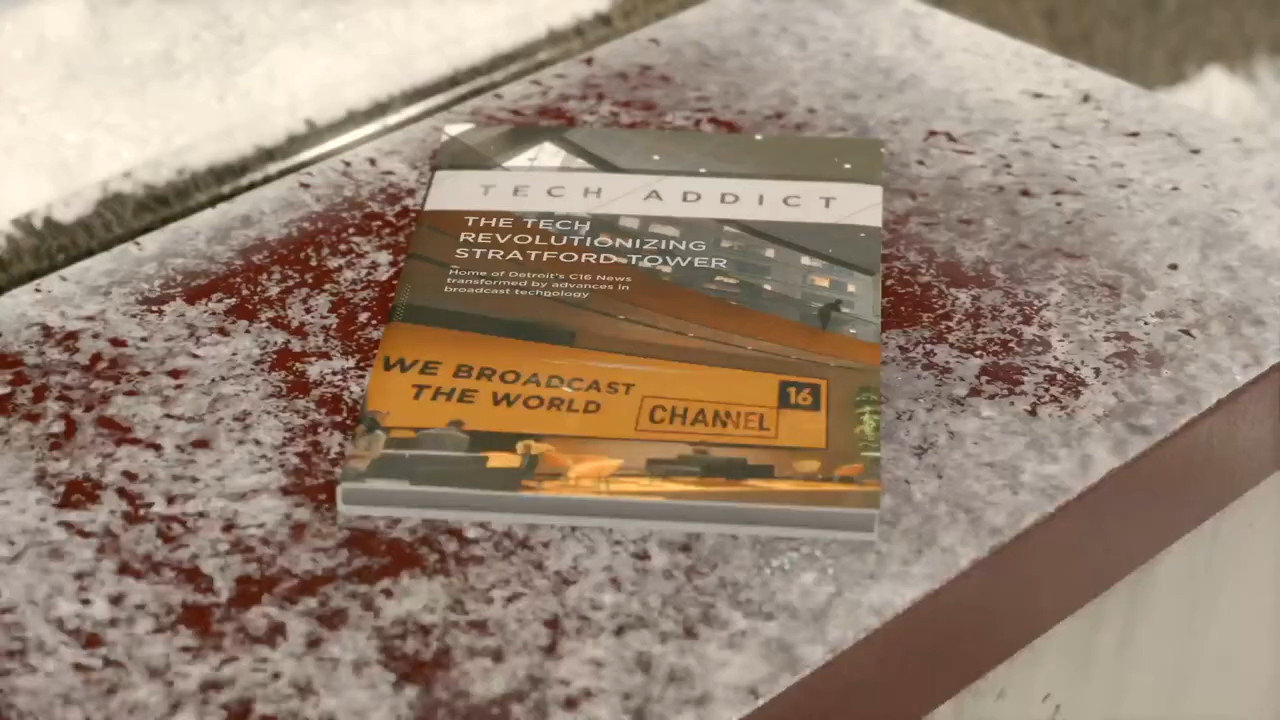 TECH ADDICT
THE TECH
REVOLUTIONIZING
STRATFORD TOWER
Home of Detroit's C16 News
transformed by advances in
broadcast technology
WE BROADCAST
THE WORLD
CHANNEL
16